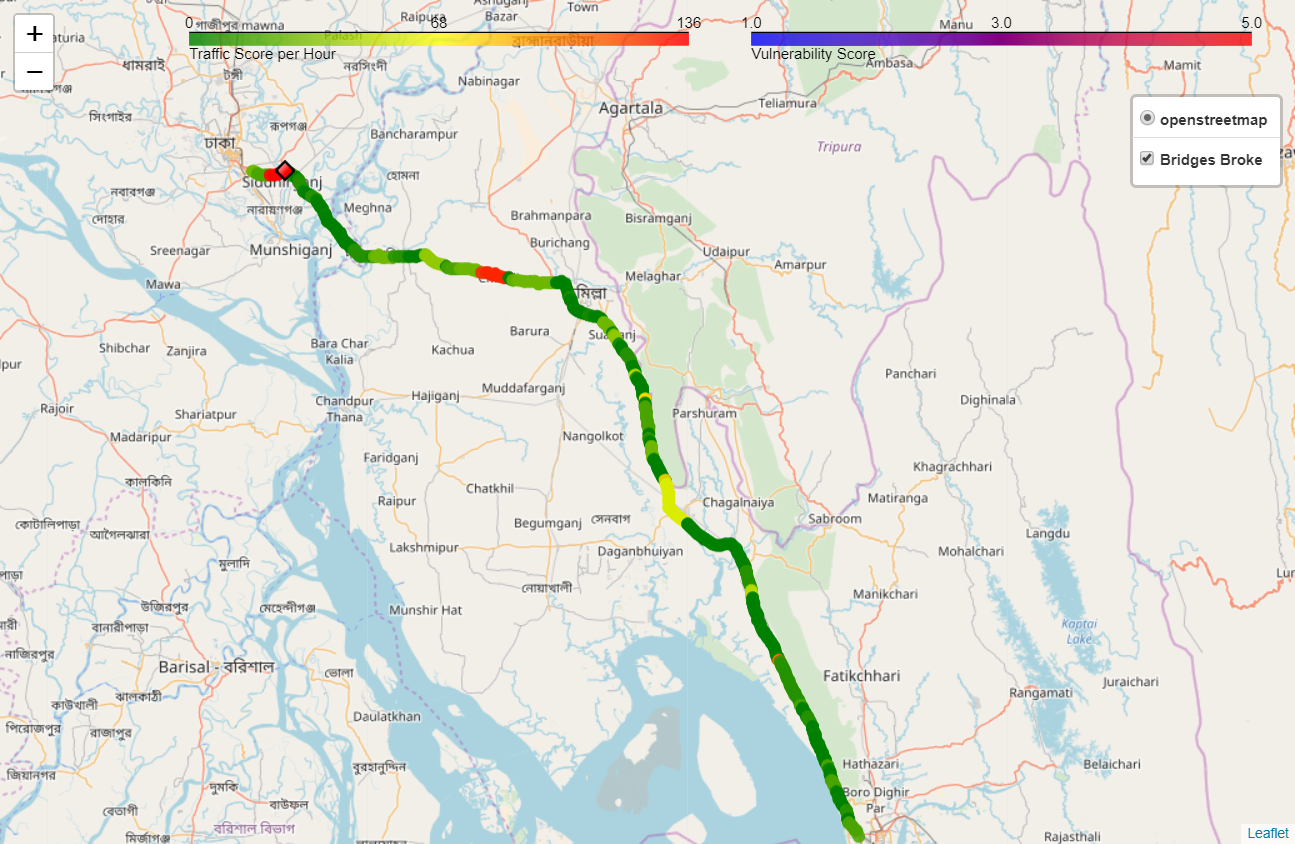 Ashuganj
Raipura
Bazar
Town
0
68
136
1.0
3.0
5.0
গাজীপুর
mawna
Manu
Palash
ব্রাহ্মণবাড়ীয়া
Traffic Score per Hour
Vulnerability Score
+
−
ধামরাই
টঙ্গী
নরসিংদী
Nabinagar
Ambasa
Mamit
Agartala
Teliamura
সিংগাইর
রূপগঞ্জ
Bancharampur
openstreetmap
Bridges Broke
ঢাকা
Tripura
হোমনা
নবাবগঞ্জ
নারায়ণগঞ্জ
Meghna
দোহার
Brahmanpara
Bisramganj
Sreenagar
Munshiganj
Burichang
Udaipur
Amarpur
Mawa
Melaghar
Shibchar
Zanjira
Bara Char
Kalia
Kachua
Barura
Panchari
Rajoir
Shariatpur
Chandpur
Thana
Hajiganj
Muddafarganj
Parshuram
Dighinala
Madaripur
Nangolkot
Faridganj
Khagrachhari
কালকিনি
Raipur
Chatkhil
Chagalnaiya
Matiranga
কোটালিপাড়া
আগৈলঝারা
Begumganj
সেনবাগ
Sabroom
Langdu
Lakshmipur
Daganbhuiyan
Mohalchari
মুলাদি
নোয়াখালী
Manikchari
উজিরপুর
মেহেন্দীগঞ্জ
Munshir Hat
বানারীপাড়া
Kaptai
Lake
নাজিরপুর
Barisal - বরিশাল
ভোলা
Fatikchhari
Juraichari
Rangamati
কাউখালী
ঝালকাঠী
পিরোজপুর
রাজাপুর
Daulatkhan
জিয়ানগর
বুরহানুদ্দিন
Hathazari
Belaichari
দুমকি
Boro Dighir
Par
বেতাগী
বাউফল
মির্জাগঞ্জ
বরিশাল বিভাগ
Rajasthali
Leaflet